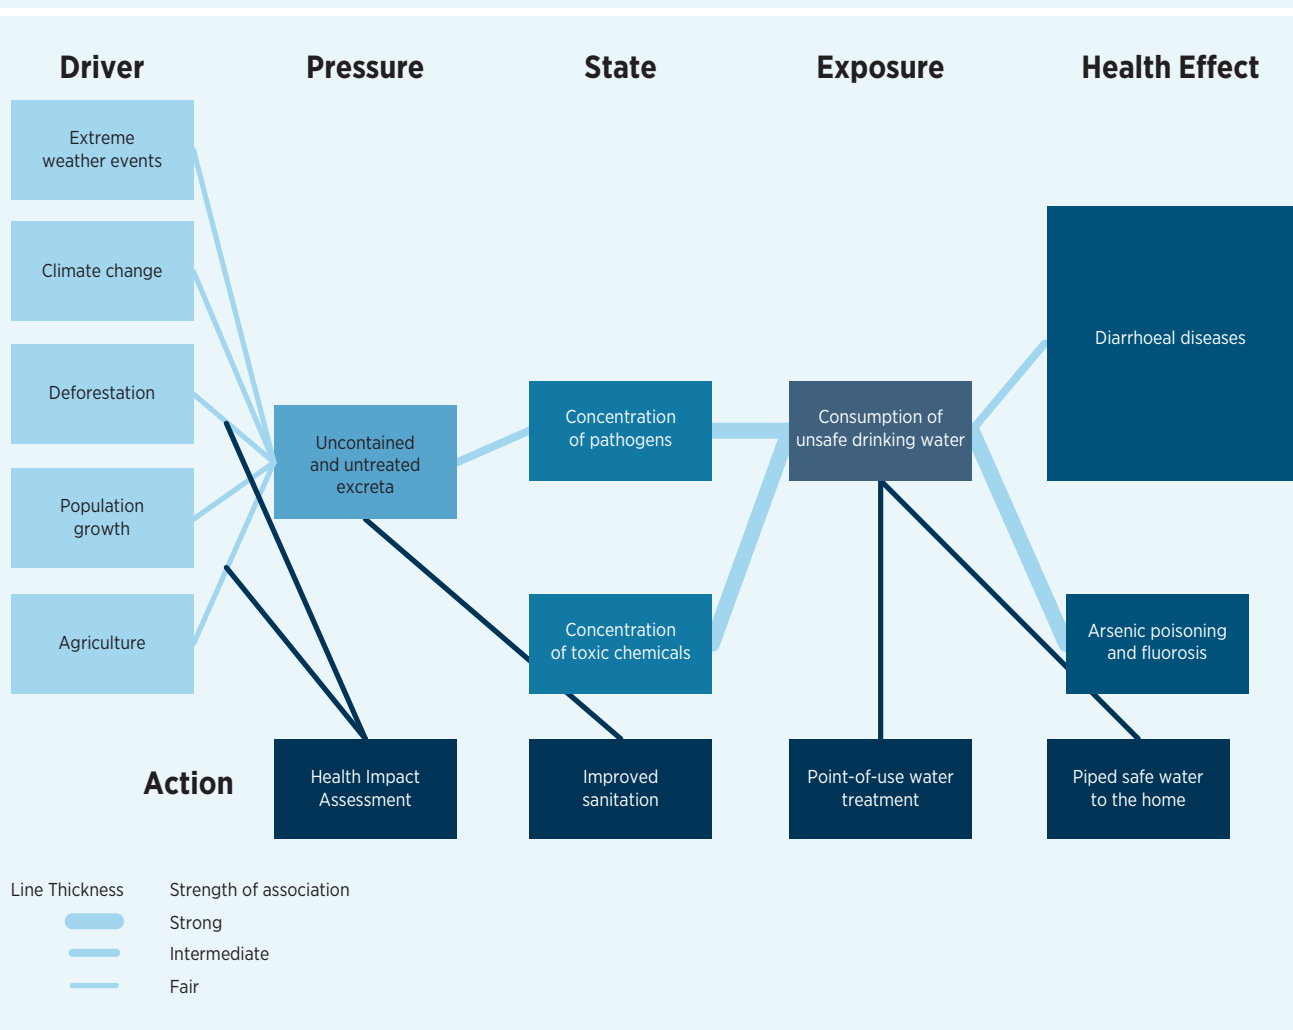 Driver
Pressure
State
Exposure
Health Effect
Extreme
weather events
Climate change
Deforestation
Population
growth
Agriculture
Uncontained
and untreated
excreta
Concentration
of pathogens
Concentration
of toxic chemicals
Consumption of
unsafe drinking water
Diarrhoeal diseases
Arsenic poisoning
and fluorosis
Action
Health Impact
Assessment
Improved
sanitation
Point-of-use water
treatment
Piped safe water
to the home
Line Thickness
Strength of association
Strong
Intermediate
Fair